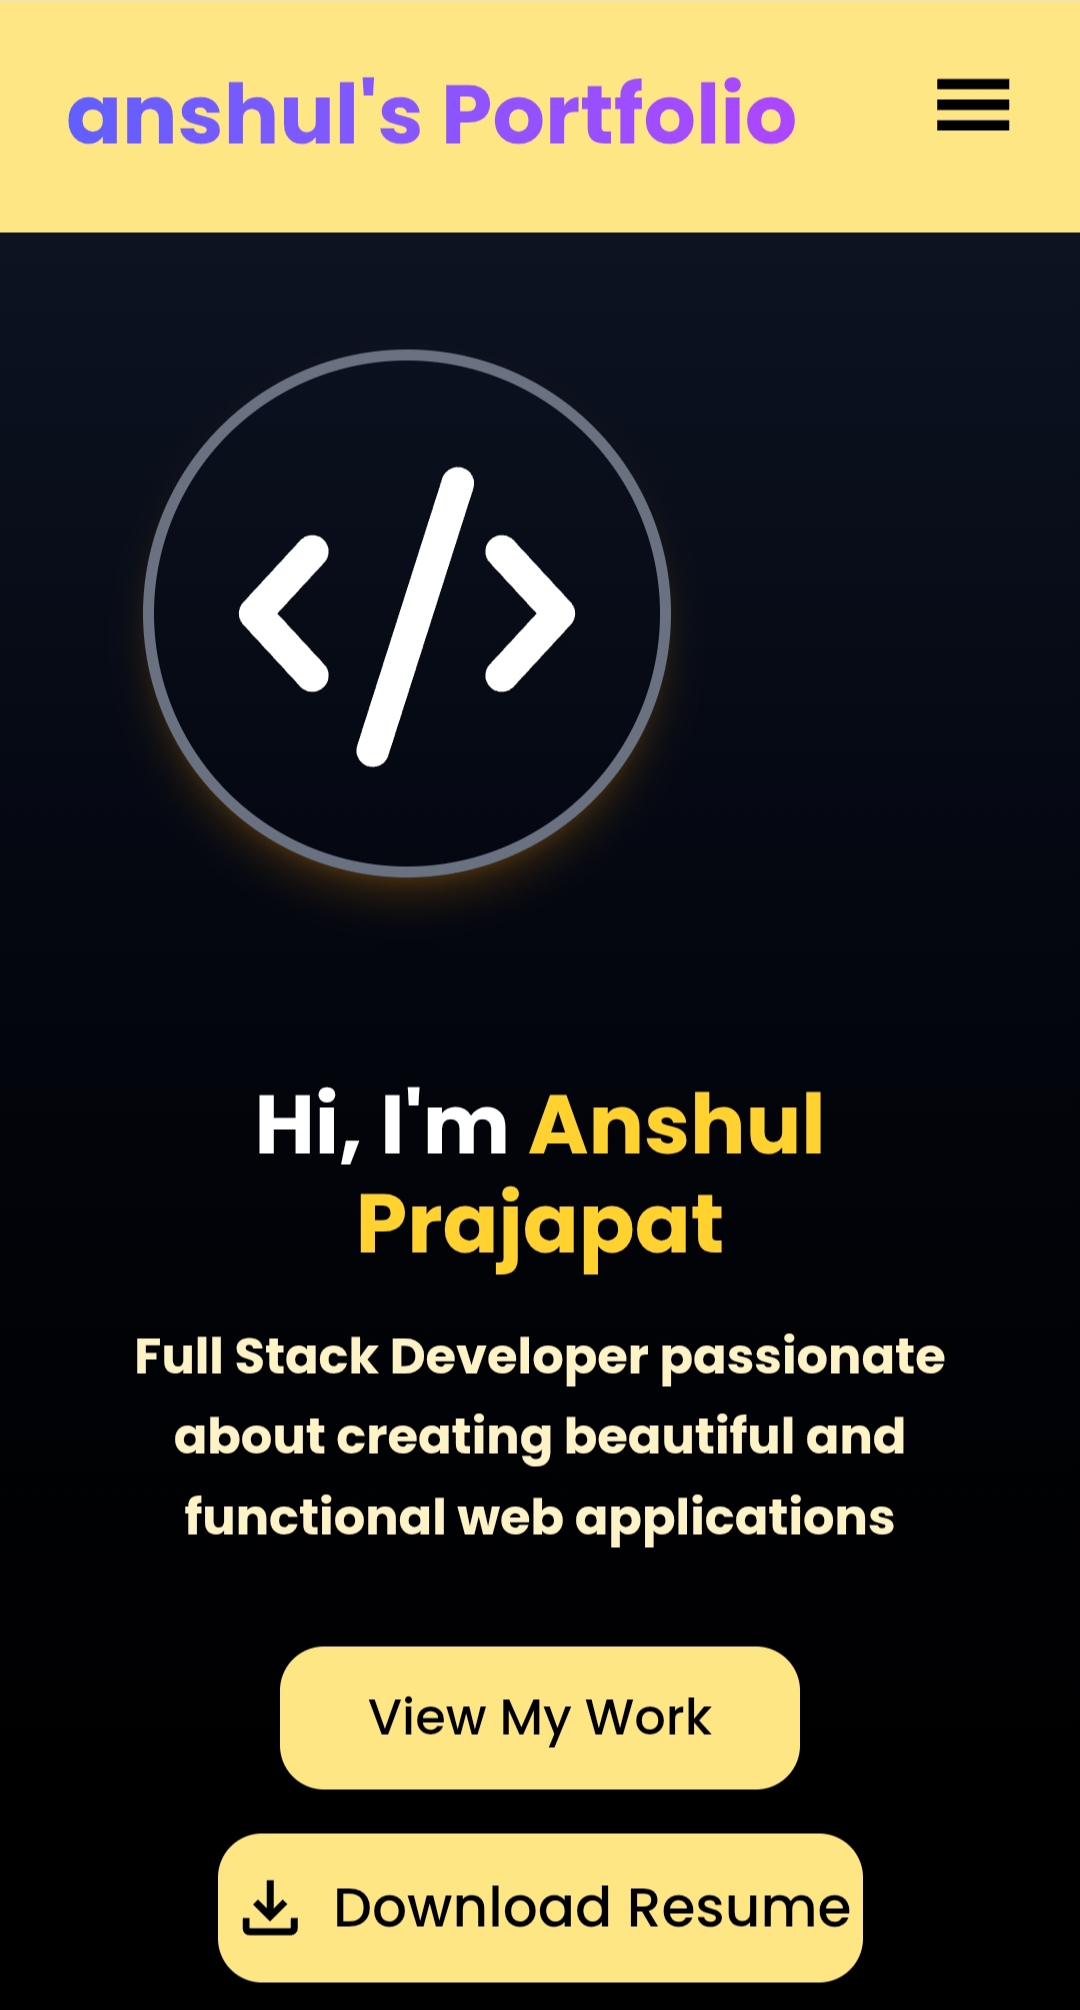 anshul's Portfolio
</>
Hi, I'm Anshul
Prajapat
Full Stack Developer passionate
about creating beautiful and
functional web applications
View My Work
Download Resume